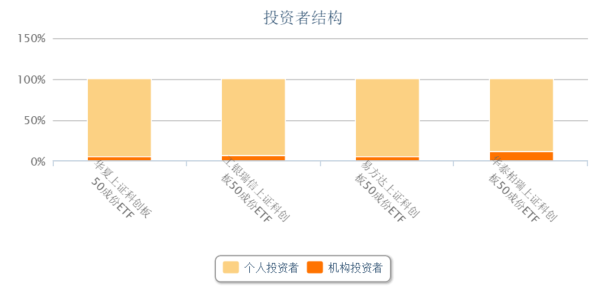 投资者结构
150%
100%
50%
0%
华夏上证科创板
50成份ETF
工银瑞信上证科创
板50成份ETF
易方达上证科创
板50成份ETF
华泰柏瑞上证科创
板50成份ETF
个人投资者
机构投资者